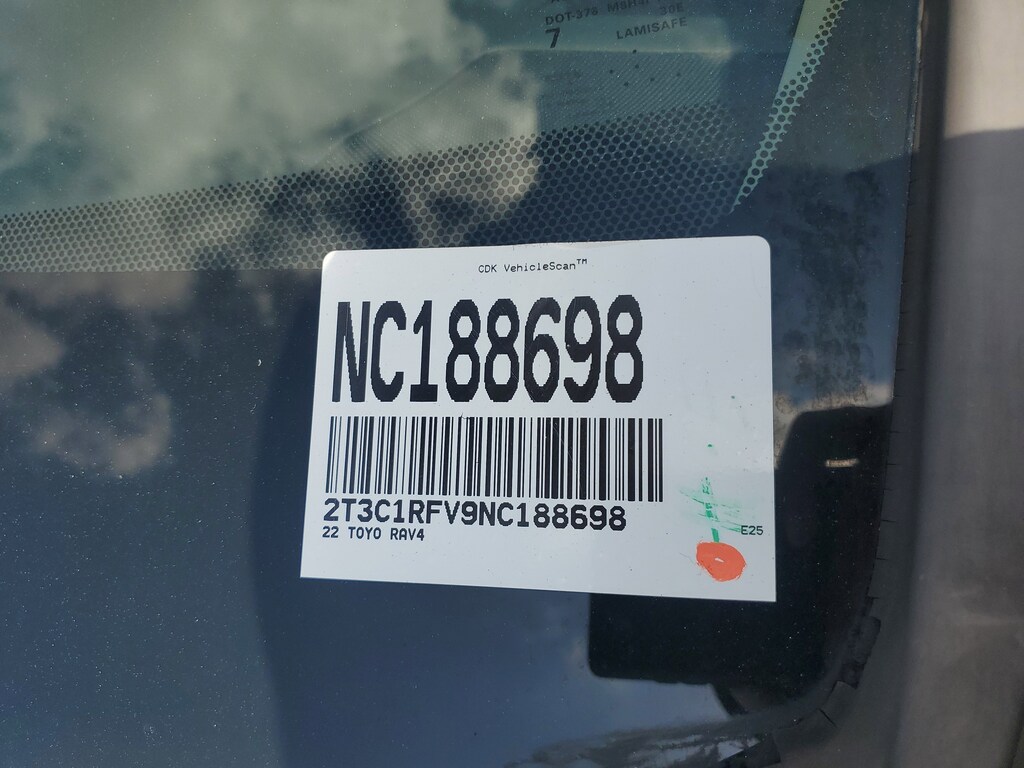 DOT-378
7
LAMISAFE
CDK VehicleScan™
NC188698
2T3C1RFV9NC188698
22 TOYO RAV4
E25